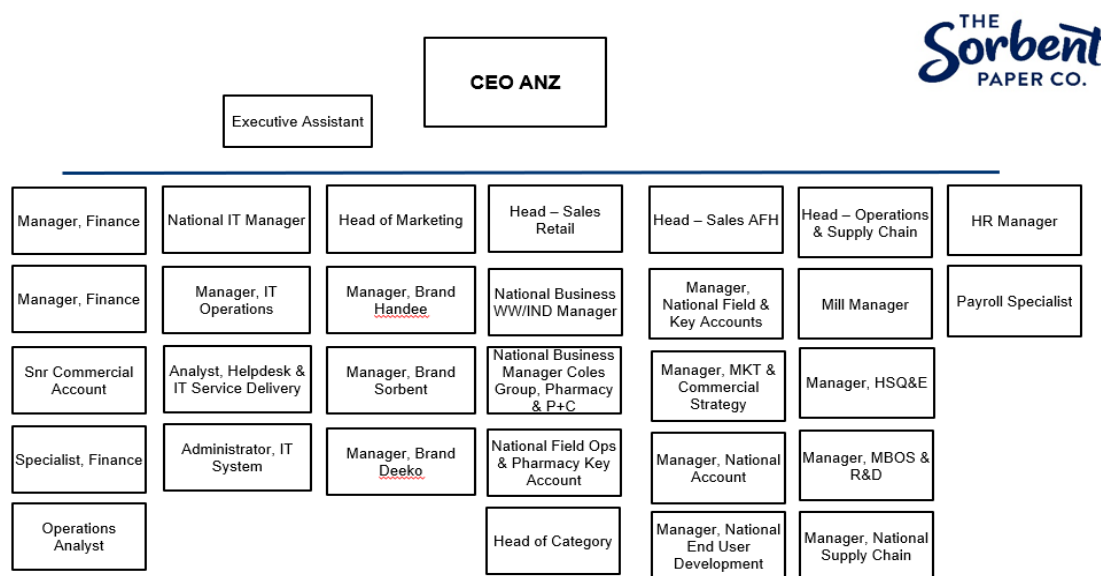 THE
Sorbent
PAPER CO.
CEO ANZ
Executive Assistant
Manager, Finance
National IT Manager
Head of Marketing
Head – Sales
Retail
Head – Sales AFH
Head – Operations
& Supply Chain
HR Manager
Manager, Finance
Manager, IT
Operations
Manager, Brand
Handee
National Business
WW/IND Manager
Manager,
National Field &
Key Accounts
Mill Manager
Payroll Specialist
Snr Commercial
Account
Analyst, Helpdesk &
IT Service Delivery
Manager, Brand
Sorbent
National Business
Manager Coles
Group, Pharmacy
& P+C
Manager, MKT &
Commercial
Strategy
Manager, HSQ&E
Specialist, Finance
Administrator, IT
System
Manager, Brand
Deeko
National Field Ops
& Pharmacy Key
Account
Manager, National
Account
Manager, MBOS &
R&D
Operations
Analyst
Head of Category
Manager, National
End User
Development
Manager, National
Supply Chain